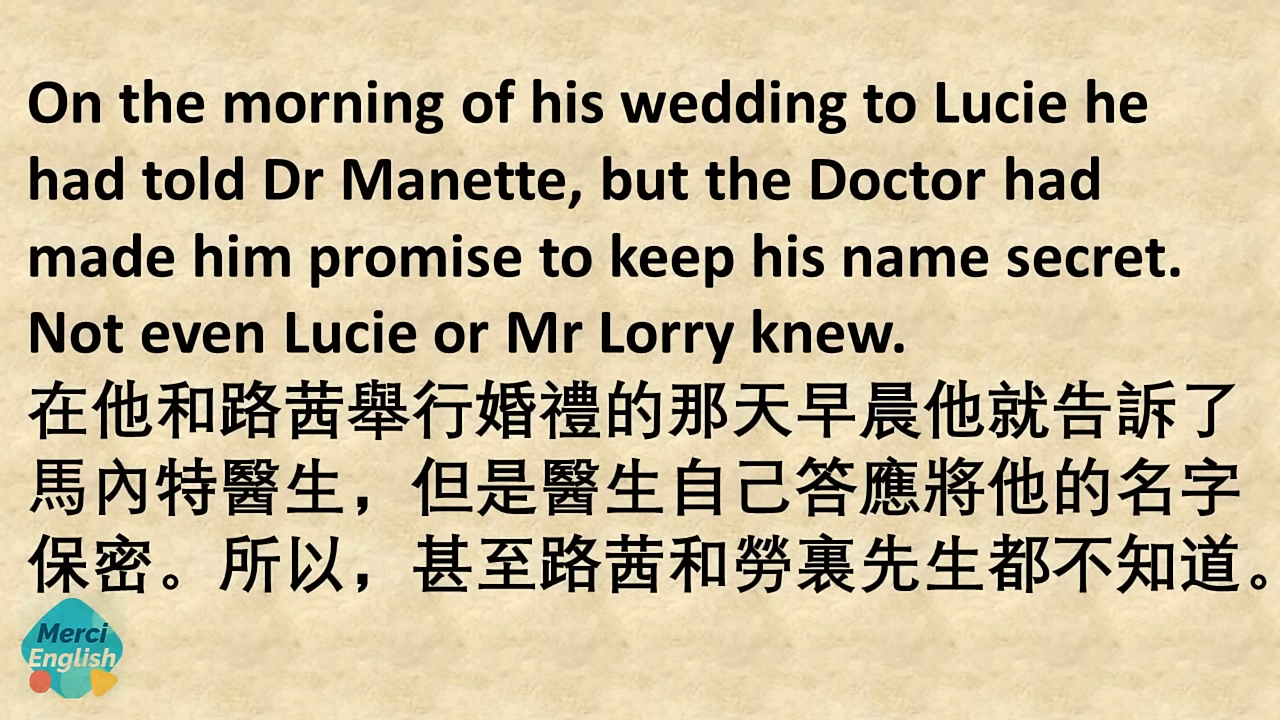 On the morning of his wedding to Lucie he
had told Dr Manette, but the Doctor had
made him promise to keep his name secret.
Not even Lucie or Mr Lorry knew.
在他和路茜舉行婚禮的那天早晨他就告訴了
馬內特醫生，但是醫生自己答應將他的名字
保密。所以，甚至路茜和勞裏先生都不知道。
Merci
English